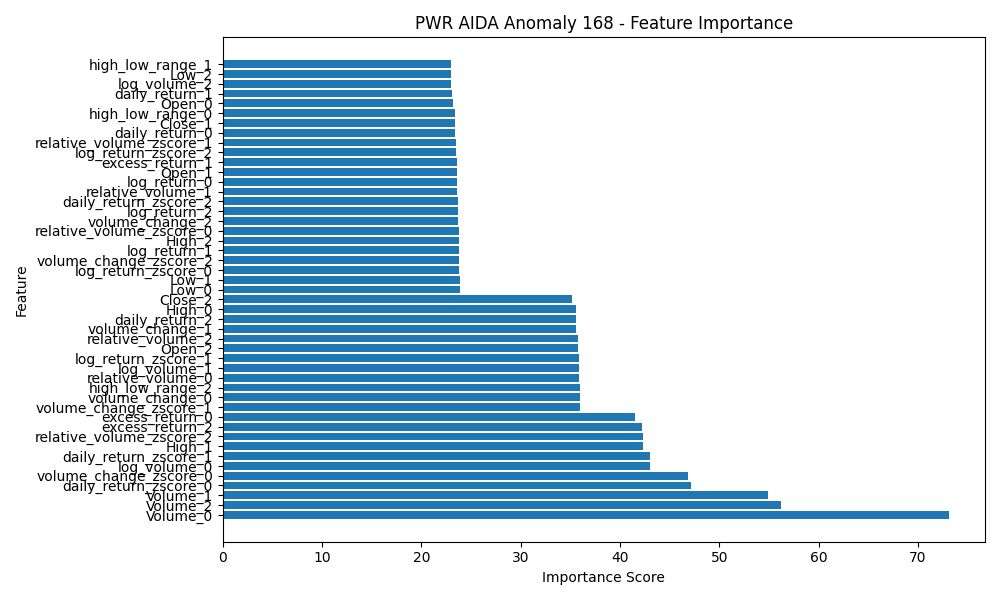 PWR AIDA Anomaly 168 - Feature Importance
Feature
high_low_range_1
Low_2
log_volume_2
daily_return_1
Open_0
high_low_range_0
Close_1
daily_return_0
relative_volume_zscore_1
log_return_zscore_2
excess_return_1
Open_1
log_return_0
relative_volume_1
daily_return_zscore_2
log_return_2
volume_change_2
relative_volume_zscore_0
High_2
log_return_1
volume_change_zscore_2
log_return_zscore_0
Low_1
Low_0
Close_2
High_0
daily_return_2
volume_change_1
relative_volume_2
Open_2
log_return_zscore_1
log_volume_1
relative_volume_0
high_low_range_2
volume_change_0
volume_change_zscore_1
excess_return_0
excess_return_2
relative_volume_zscore_2
High_1
daily_return_zscore_1
log_volume_0
volume_change_zscore_0
daily_return_zscore_0
Volume_1
Volume_2
Volume_0
0 10 20 30 40 50 60 70
Importance Score